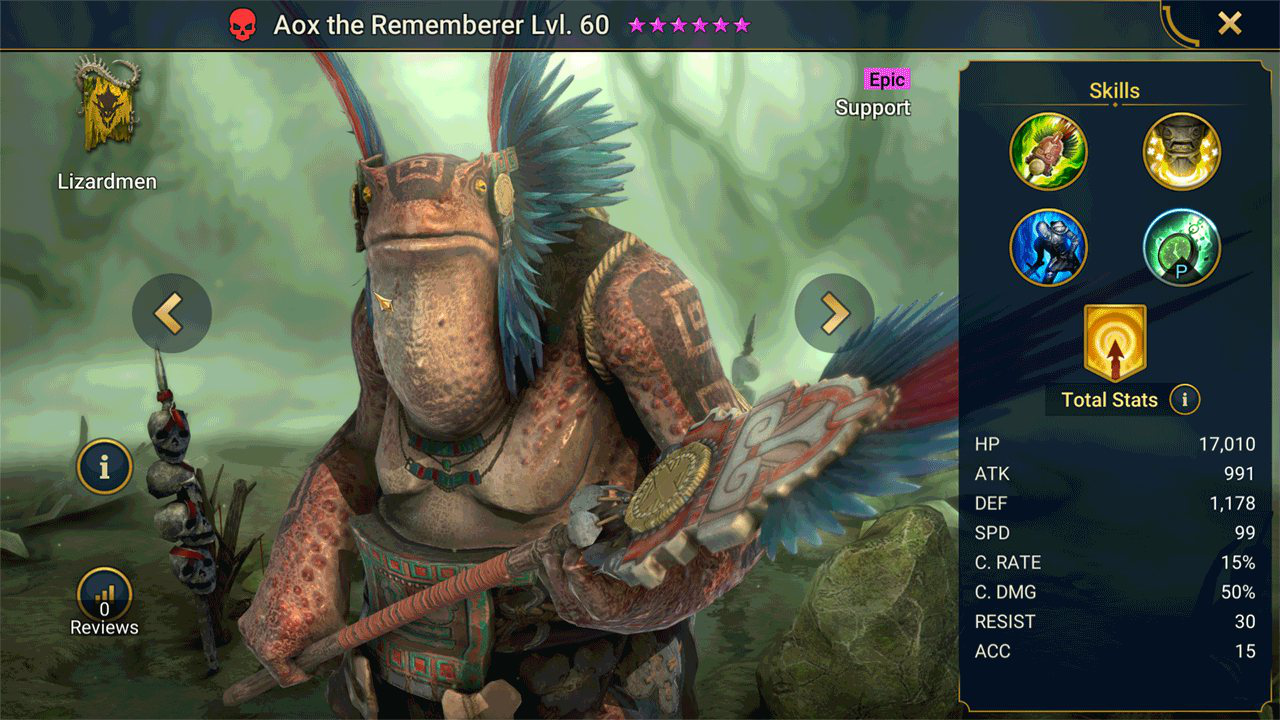 Aox the Rememberer Lvl. 60
Lizardmen
Epic
Support
0
Reviews
Skills
P
Total Stats
HP 17,010
ATK 991
DEF 1,178
SPD 99
C. RATE 15%
C. DMG 50%
RESIST 30
ACC 15